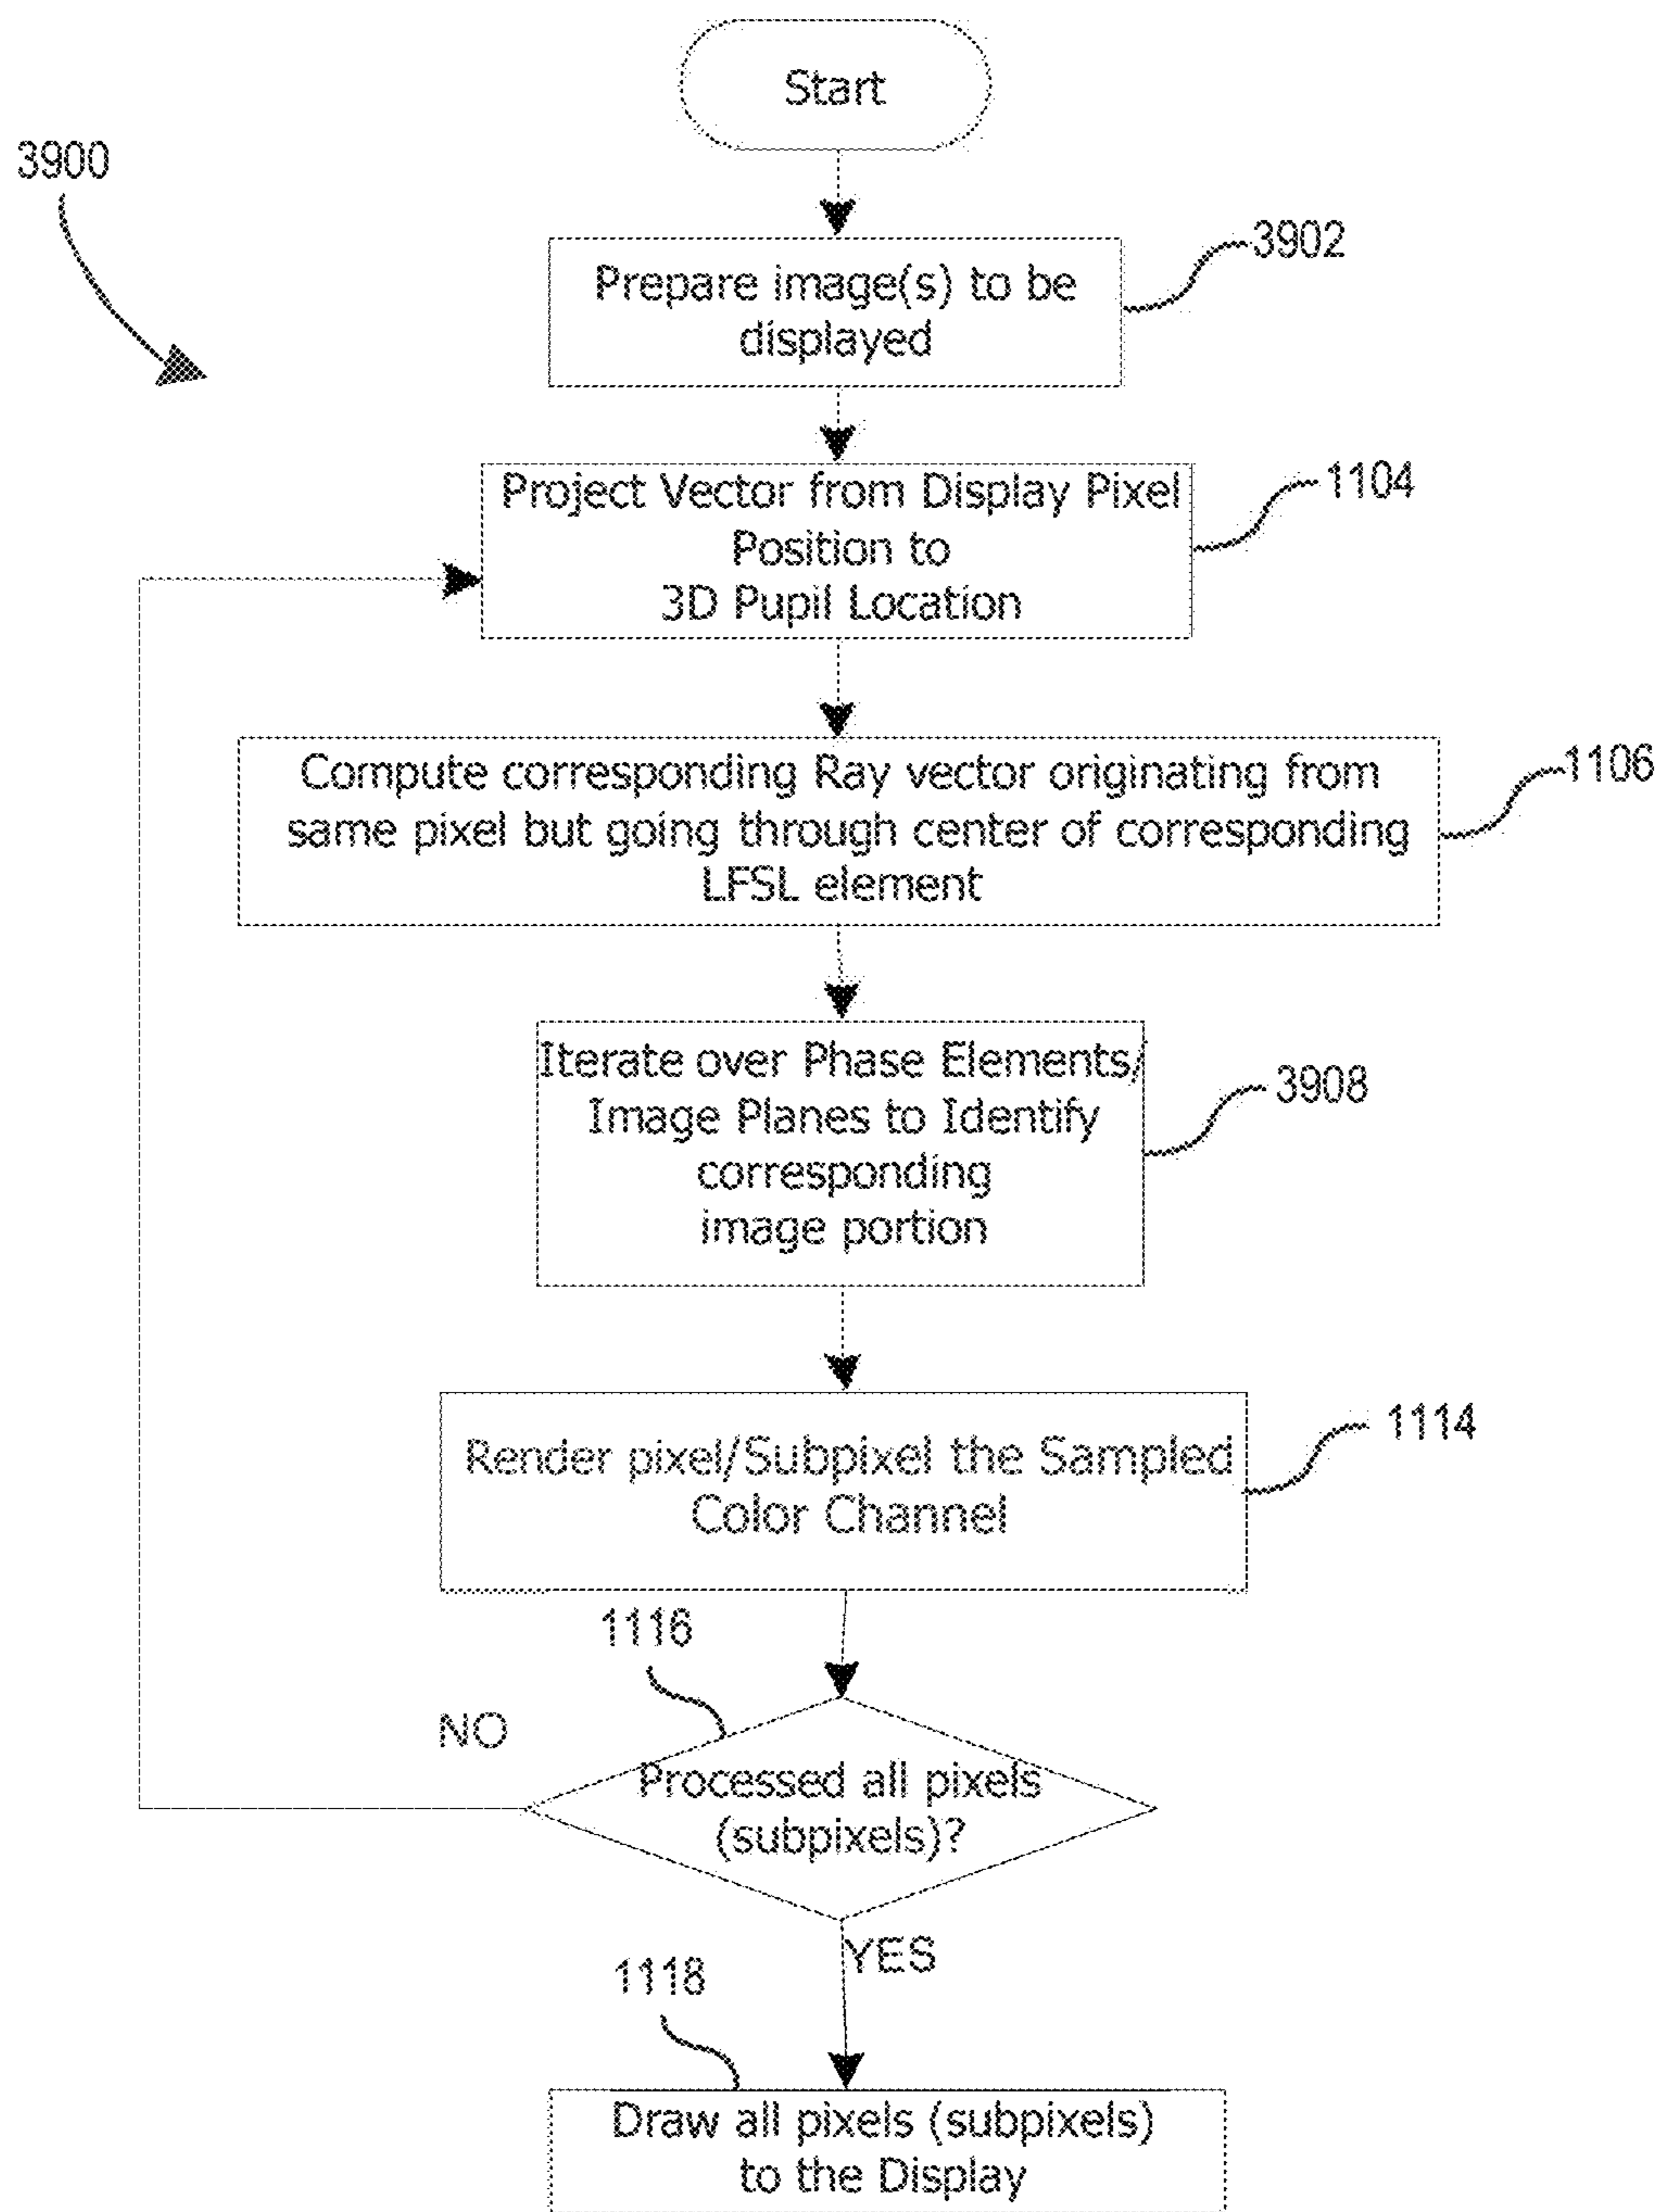 Start
3900
3902
Prepare image(s) to be
displayed
1104
Project Vector from Display Pixel
Position to
3D Pupil Location
1106
Compute corresponding Ray vector originating from
same pixel but going through center of corresponding
LFSL element
Iterate over Phase Elements/
Image Planes to Identify
corresponding
image portion
3908
1114
Render pixel/Subpixel the Sampled
Color Channel
1116
NO
Processed all pixels
(subpixels)?
YES
1118
Draw all pixels (subpixels)
to the Display